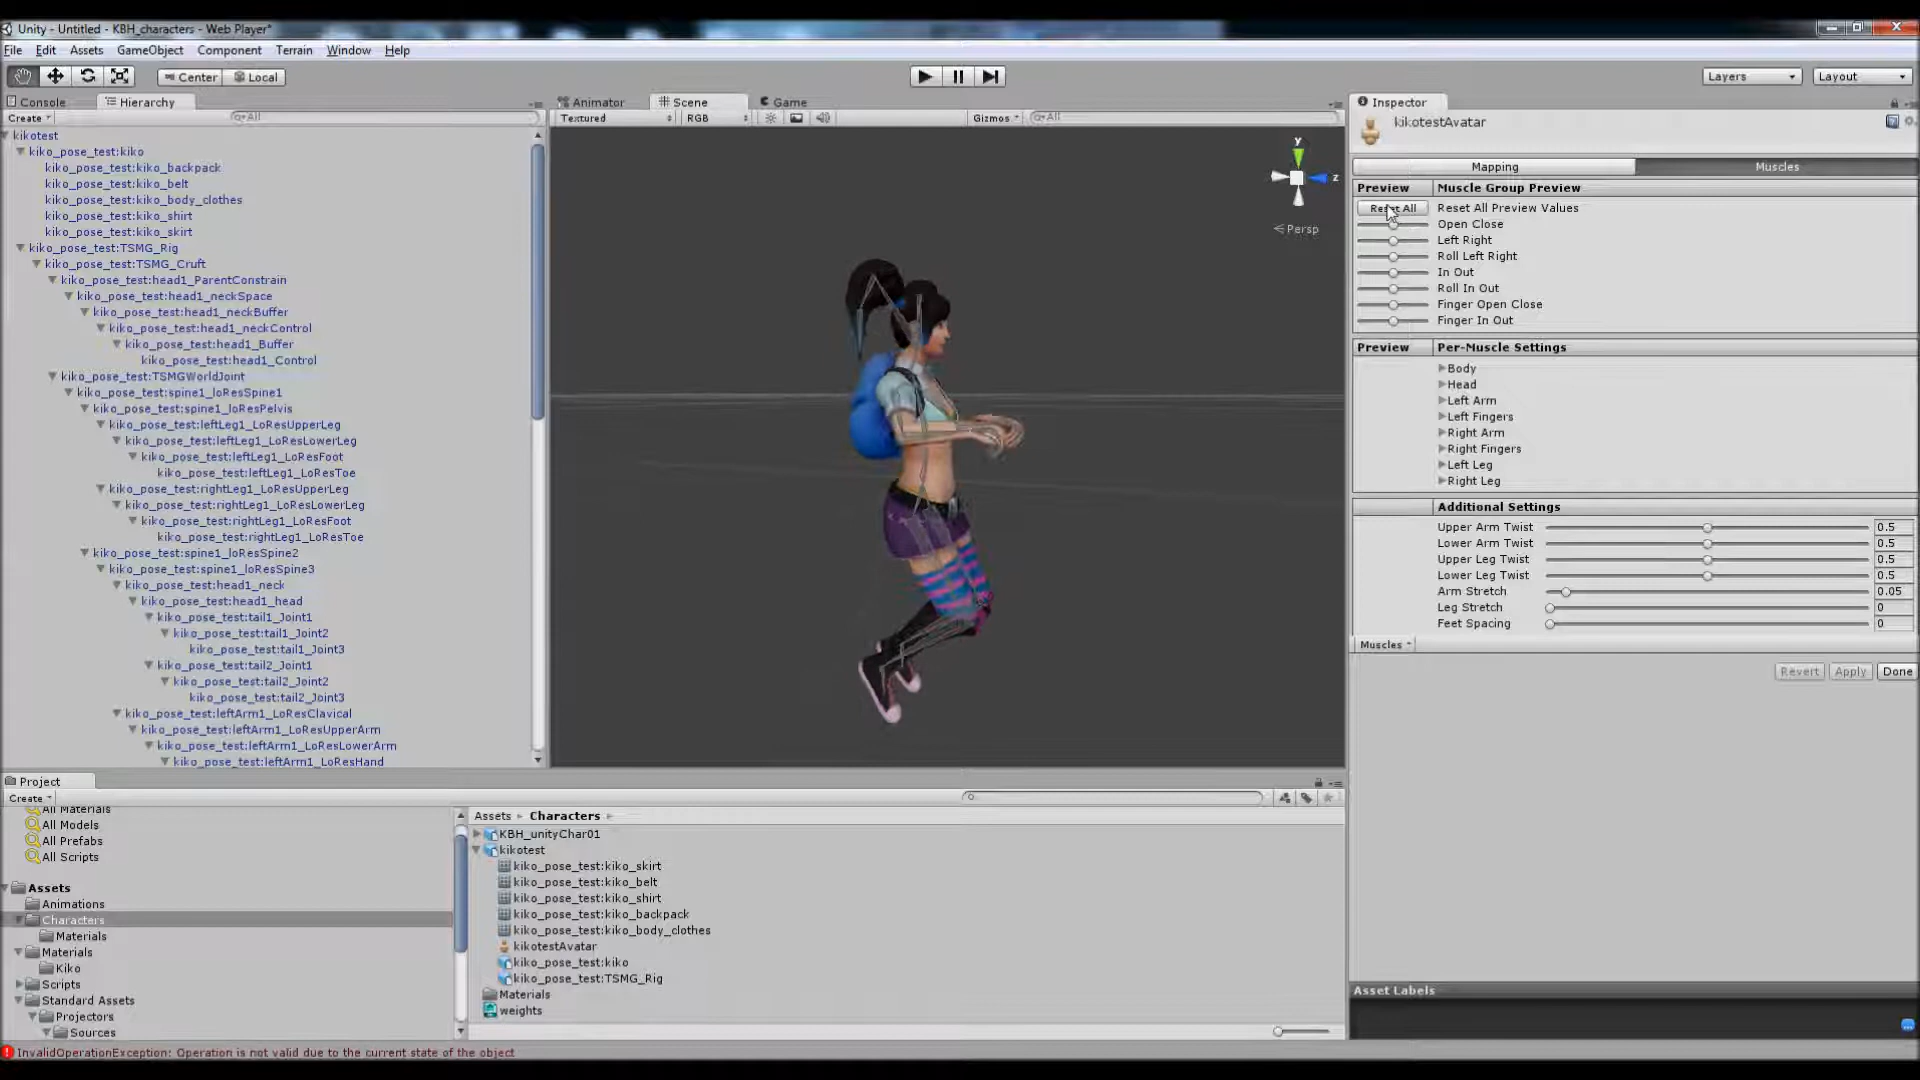 Unity - Untitled - KBH_characters - Web Player*
File Edit Assets GameObject Component Terrain Window Help
Center Local Layers Layout
Console Hierarchy
Create All
kikotest
kiko_pose_test:kiko
kiko_pose_test:kiko_backpack
kiko_pose_test:kiko_belt
kiko_pose_test:kiko_body_clothes
kiko_pose_test:kiko_shirt
kiko_pose_test:kiko_skirt
kiko_pose_test:TSMG_Rig
kiko_pose_test:TSMG_Cruft
kiko_pose_test:head1_ParentConstrain
kiko_pose_test:head1_neckSpace
kiko_pose_test:head1_neckBuffer
kiko_pose_test:head1_neckControl
kiko_pose_test:head1_Buffer
kiko_pose_test:head1_Control
kiko_pose_test:TSMGWorldJoint
kiko_pose_test:spine1_loResSpine1
kiko_pose_test:spine1_loResPelvis
kiko_pose_test:leftLeg1_LoResUpperLeg
kiko_pose_test:leftLeg1_LoResLowerLeg
kiko_pose_test:leftLeg1_LoResFoot
kiko_pose_test:leftLeg1_LoResToe
kiko_pose_test:rightLeg1_LoResUpperLeg
kiko_pose_test:rightLeg1_LoResLowerLeg
kiko_pose_test:rightLeg1_LoResFoot
kiko_pose_test:rightLeg1_LoResToe
kiko_pose_test:spine1_loResSpine2
kiko_pose_test:spine1_loResSpine3
kiko_pose_test:head1_neck
kiko_pose_test:head1_head
kiko_pose_test:tail1_Joint1
kiko_pose_test:tail1_Joint2
kiko_pose_test:tail1_Joint3
kiko_pose_test:tail2_Joint1
kiko_pose_test:tail2_Joint2
kiko_pose_test:tail2_Joint3
kiko_pose_test:leftArm1_LoResClavical
kiko_pose_test:leftArm1_LoResUpperArm
kiko_pose_test:leftArm1_LoResLowerArm
kiko_pose_test:leftArm1_LoResHand
Animator Scene Game
Textured RGB Gizmos All
y
z
Persp
Inspector
kikotestAvatar
Mapping Muscles
Preview Muscle Group Preview
Reset All Reset All Preview Values
Open Close
Left Right
Roll Left Right
In Out
Roll In Out
Finger Open Close
Finger In Out
Preview Per-Muscle Settings
Body
Head
Left Arm
Left Fingers
Right Arm
Right Fingers
Left Leg
Right Leg
Additional Settings
Upper Arm Twist 0.5
Lower Arm Twist 0.5
Upper Leg Twist 0.5
Lower Leg Twist 0.5
Arm Stretch 0.05
Leg Stretch 0
Feet Spacing 0
Muscles
Revert Apply Done
Asset Labels
Project
Create
All Materials
All Models
All Prefabs
All Scripts
Assets
Animations
Characters
Materials
Materials
Kiko
Scripts
Standard Assets
Projectors
Sources
Assets Characters
KBH_unityChar01
kikotest
kiko_pose_test:kiko_skirt
kiko_pose_test:kiko_belt
kiko_pose_test:kiko_shirt
kiko_pose_test:kiko_backpack
kiko_pose_test:kiko_body_clothes
kikotestAvatar
kiko_pose_test:kiko
kiko_pose_test:TSMG_Rig
Materials
weights
InvalidOperationException: Operation is not valid due to the current state of the object